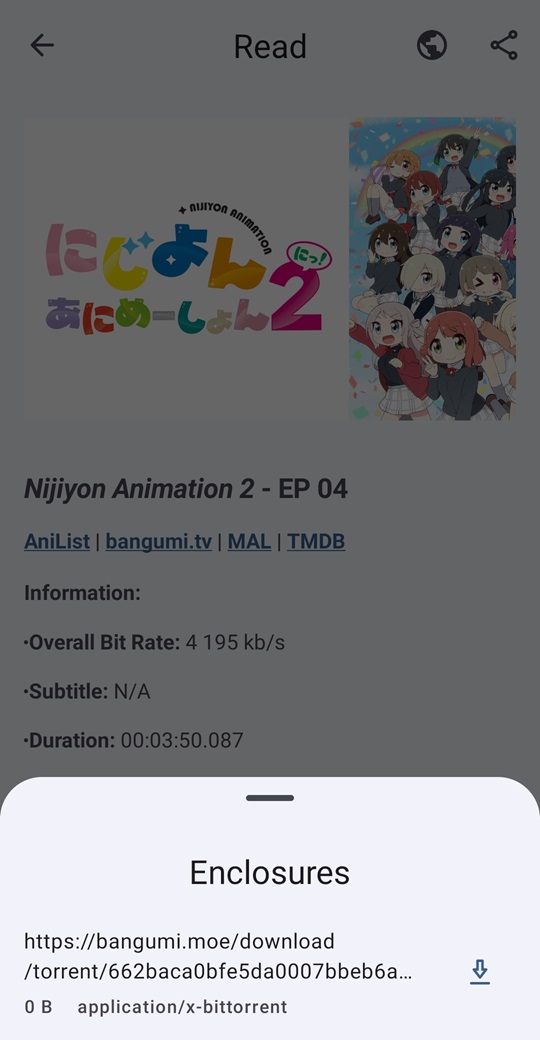 Read
NIJIYON ANIMATION
にじよん
にっ!
あにめーしょん2
Nijiyon Animation 2 - EP 04
AniList | bangumi.tv | MAL | TMDB
Information:
•Overall Bit Rate: 4 195 kb/s
•Subtitle: N/A
•Duration: 00:03:50.087
Enclosures
https://bangumi.moe/download
/torrent/662baca0bfe5da0007bbeb6a…
0 B application/x-bittorrent